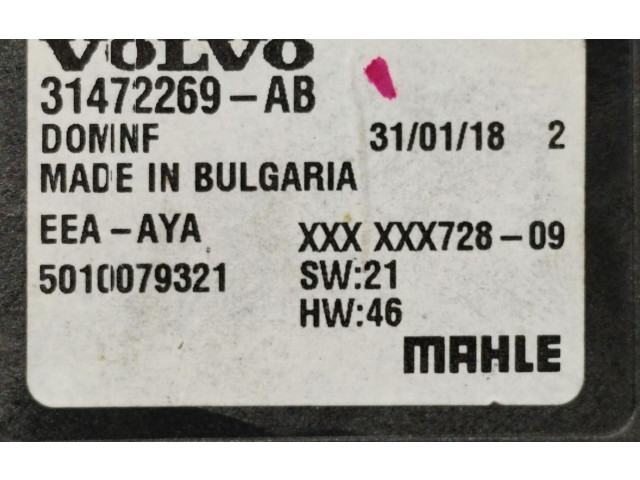 VOLVO
31472269-AB
DOMNF 31/01/18 2
MADE IN BULGARIA
EEA-AYA XXX XXX728-09
5010079321 SW:21
HW:46
MAHLE